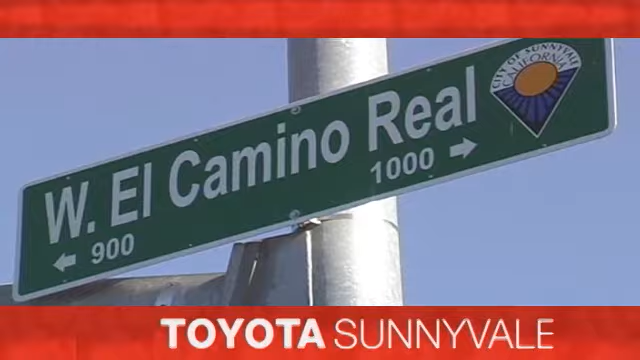 W. El Camino Real
← 900
1000 →
CITY OF SUNNYVALE
CALIFORNIA
TOYOTA SUNNYVALE